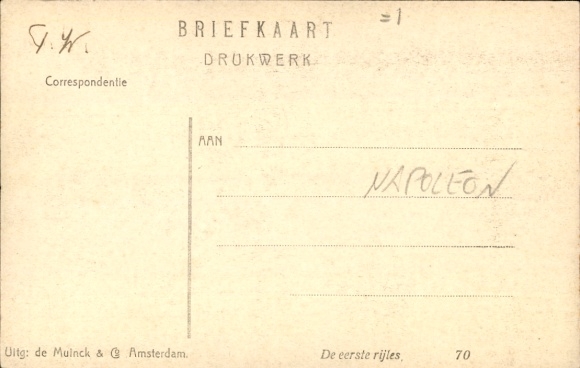 =1
BRIEFKAART
T.W.
DRUKWERK
Correspondentie
AAN
NAPOLEON
Uitg: de Muinck & Co Amsterdam.
De eerste rijles, 70